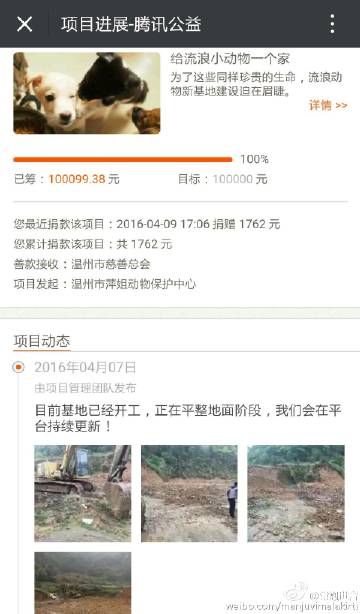 项目进展-腾讯公益
给流浪小动物一个家
为了这些同样珍贵的生命，流浪
动物新基地建设迫在眉睫。
详情 >>
100%
已筹：100099.38 元 目标：100000 元
您最近捐款该项目：2016-04-09 17:06 捐赠 1762 元
您累计捐款该项目：共 1762 元
善款接收：温州市慈善总会
项目发起：温州市萍姐动物保护中心
项目动态
2016年04月07日
由项目管理团队发布
目前基地已经开工，正在平整地面阶段，我们会在平
台持续更新！